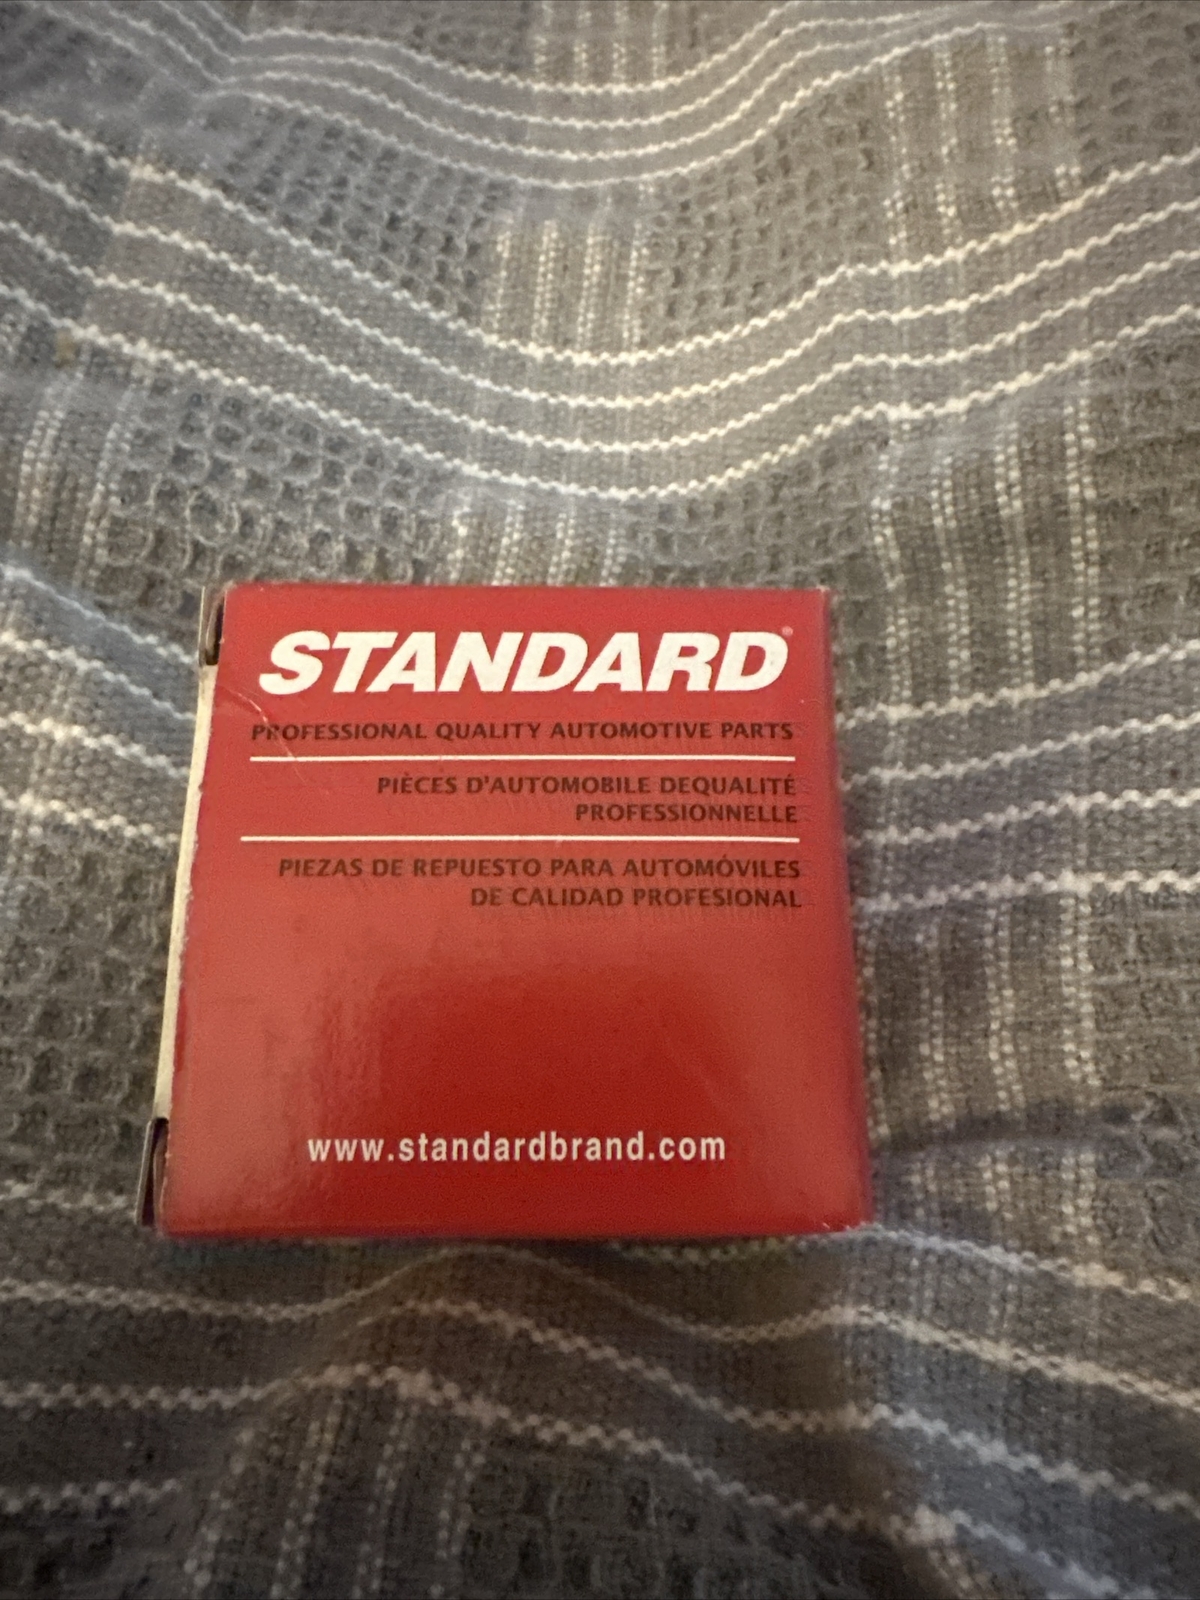 STANDARD®
PROFESSIONAL QUALITY AUTOMOTIVE PARTS
PIÈCES D'AUTOMOBILE DEQUALITÉ
PROFESSIONNELLE
PIEZAS DE REPUESTO PARA AUTOMÓVILES
DE CALIDAD PROFESIONAL
www.standardbrand.com